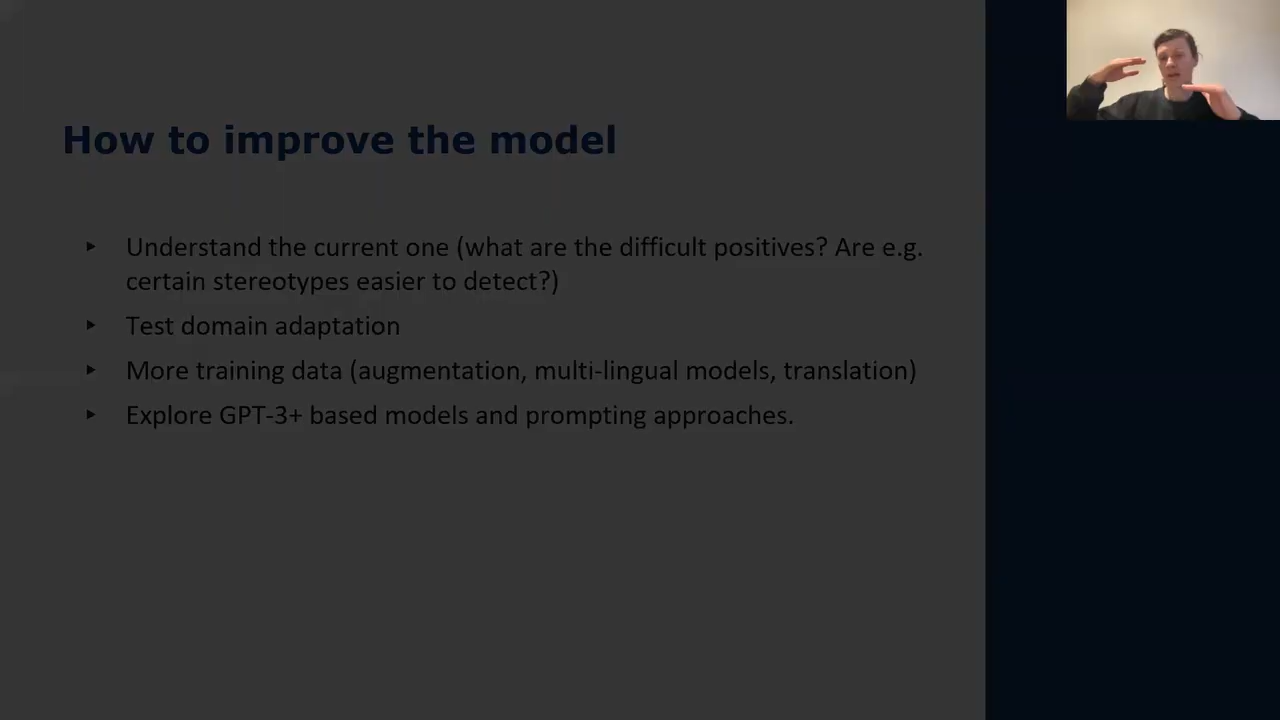 How to improve the model
‣ Understand the current one (what are the difficult positives? Are e.g.
certain stereotypes easier to detect?)
‣ Test domain adaptation
‣ More training data (augmentation, multi-lingual models, translation)
‣ Explore GPT-3+ based models and prompting approaches.